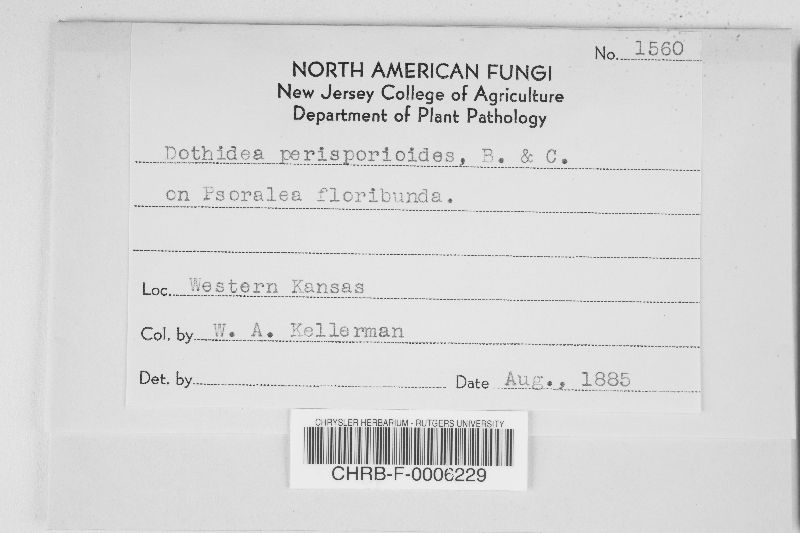 No. 1560
NORTH AMERICAN FUNGI
New Jersey College of Agriculture
Department of Plant Pathology
Dothidea perisporioides, B. & C.
on Psoralea floribunda.
Loc. Western Kansas
Col. by W. A. Kellerman
Det. by
Date Aug., 1885
CHRYSLER HERBARIUM - RUTGERS UNIVERSITY
CHRB-F-0006229